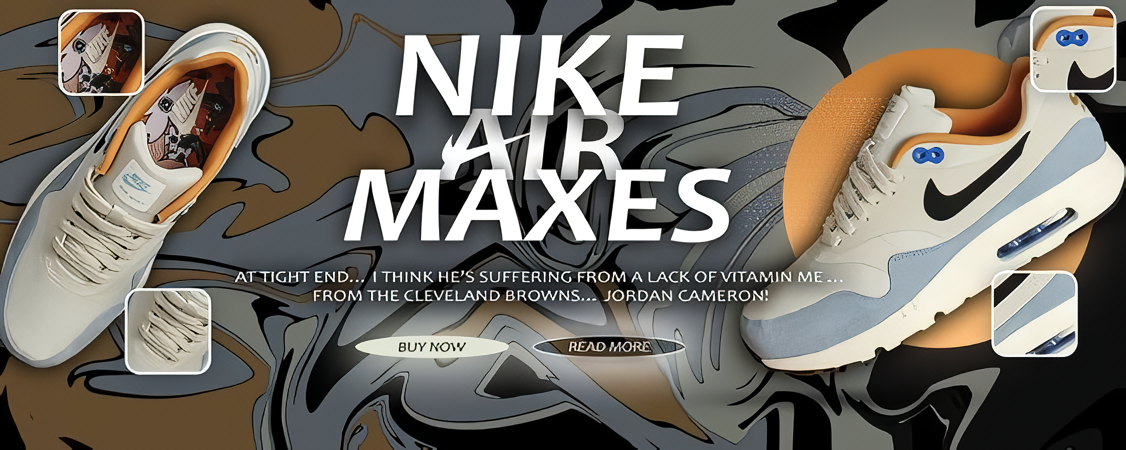 NIKE
AIR
MAXES
AT TIGHT END... I THINK HE'S SUFFERING FROM A LACK OF VITAMIN ME ...
FROM THE CLEVELAND BROWNS... JORDAN CAMERON!
BUY NOW
READ MORE